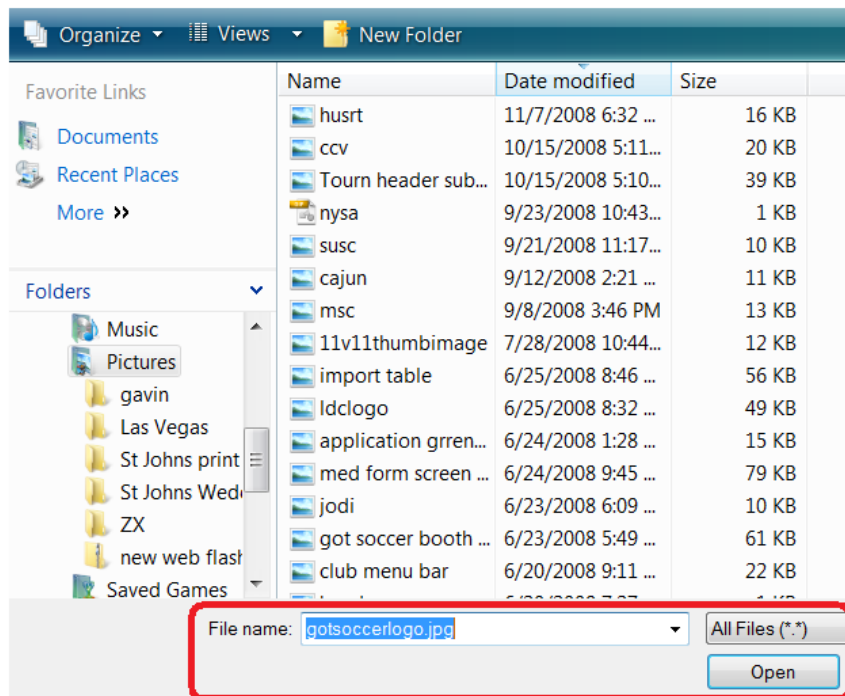 Organize Views New Folder
Favorite Links
Documents
Recent Places
More »
Folders
Music
Pictures
gavin
Las Vegas
St Johns print
St Johns Wed
ZX
new web flash
Saved Games
Name Date modified Size
husrt 11/7/2008 6:32 ... 16 KB
ccv 10/15/2008 5:11... 20 KB
Tourn header sub... 10/15/2008 5:10... 39 KB
nysa 9/23/2008 10:43... 1 KB
susc 9/21/2008 11:17... 10 KB
cajun 9/12/2008 2:21 ... 11 KB
msc 9/8/2008 3:46 PM 13 KB
11v11thumbimage 7/28/2008 10:44... 12 KB
import table 6/25/2008 8:46 ... 56 KB
ldclogo 6/25/2008 8:32 ... 49 KB
application grren... 6/24/2008 1:28 ... 15 KB
med form screen ... 6/24/2008 9:45 ... 79 KB
jodi 6/23/2008 6:09 ... 10 KB
got soccer booth ... 6/23/2008 5:49 ... 61 KB
club menu bar 6/20/2008 9:11 ... 22 KB
File name: gotsoccerlogo.jpg All Files (*.*)
Open